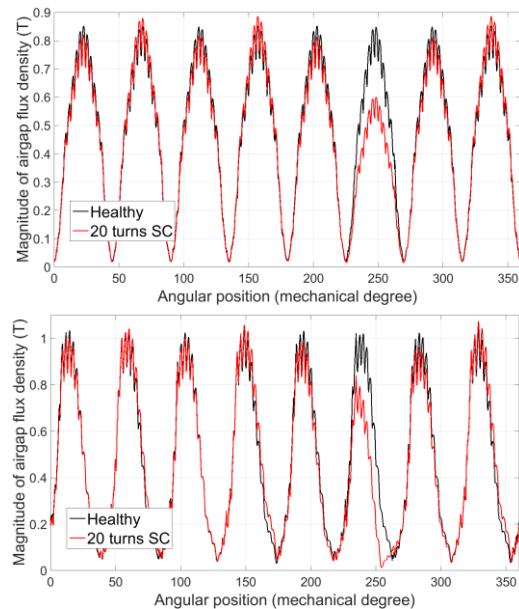 Magnitude of airgap flux density (T)
0.9
0.8
0.7
0.6
0.5
0.4
0.3
0.2
0.1
0
Healthy
20 turns SC
0 50 100 150 200 250 300 350
Angular position (mechanical degree)
Magnitude of airgap flux density (T)
1
0.8
0.6
0.4
0.2
0
Healthy
20 turns SC
0 50 100 150 200 250 300 350
Angular position (mechanical degree)